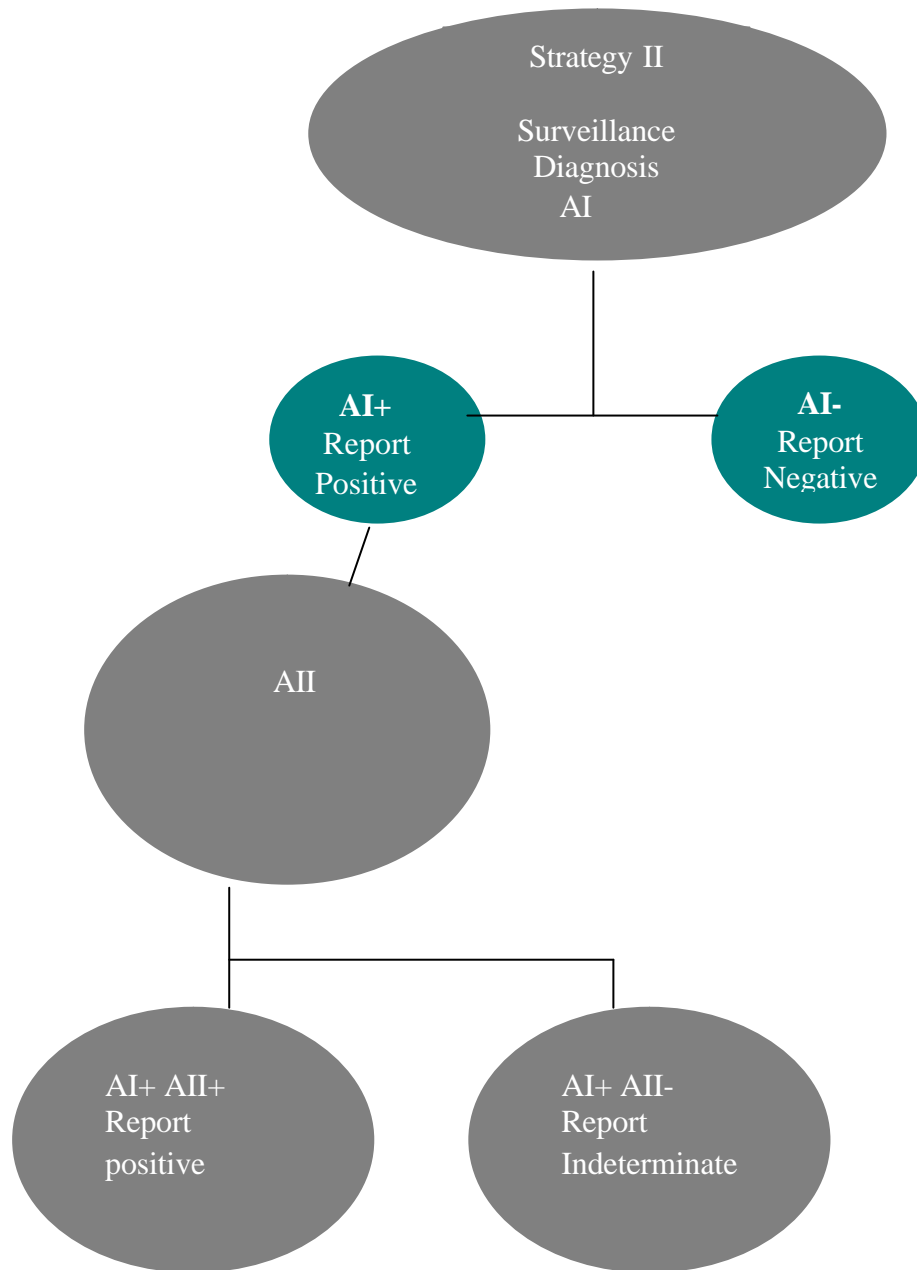 Strategy II
Surveillance
Diagnosis
AI
AI+
Report
Positive
AI-
Report
Negative
AII
AI+ AII+
Report
positive
AI+ AII-
Report
Indeterminate